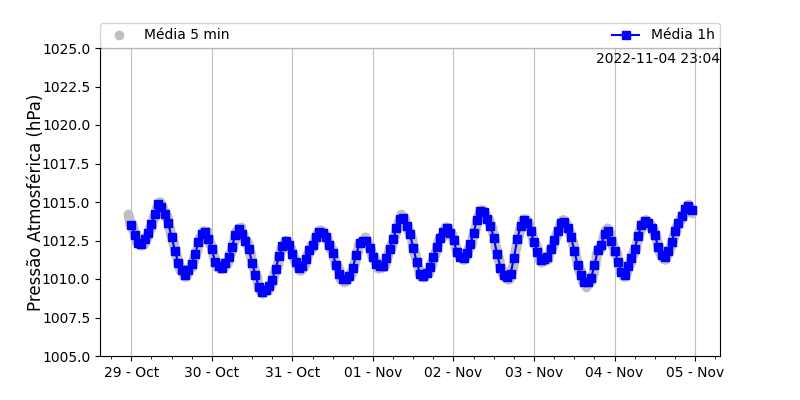 Média 5 min
Média 1h
2022-11-04 23:04
Pressão Atmosférica (hPa)
1025.0
1022.5
1020.0
1017.5
1015.0
1012.5
1010.0
1007.5
1005.0
29 - Oct
30 - Oct
31 - Oct
01 - Nov
02 - Nov
03 - Nov
04 - Nov
05 - Nov